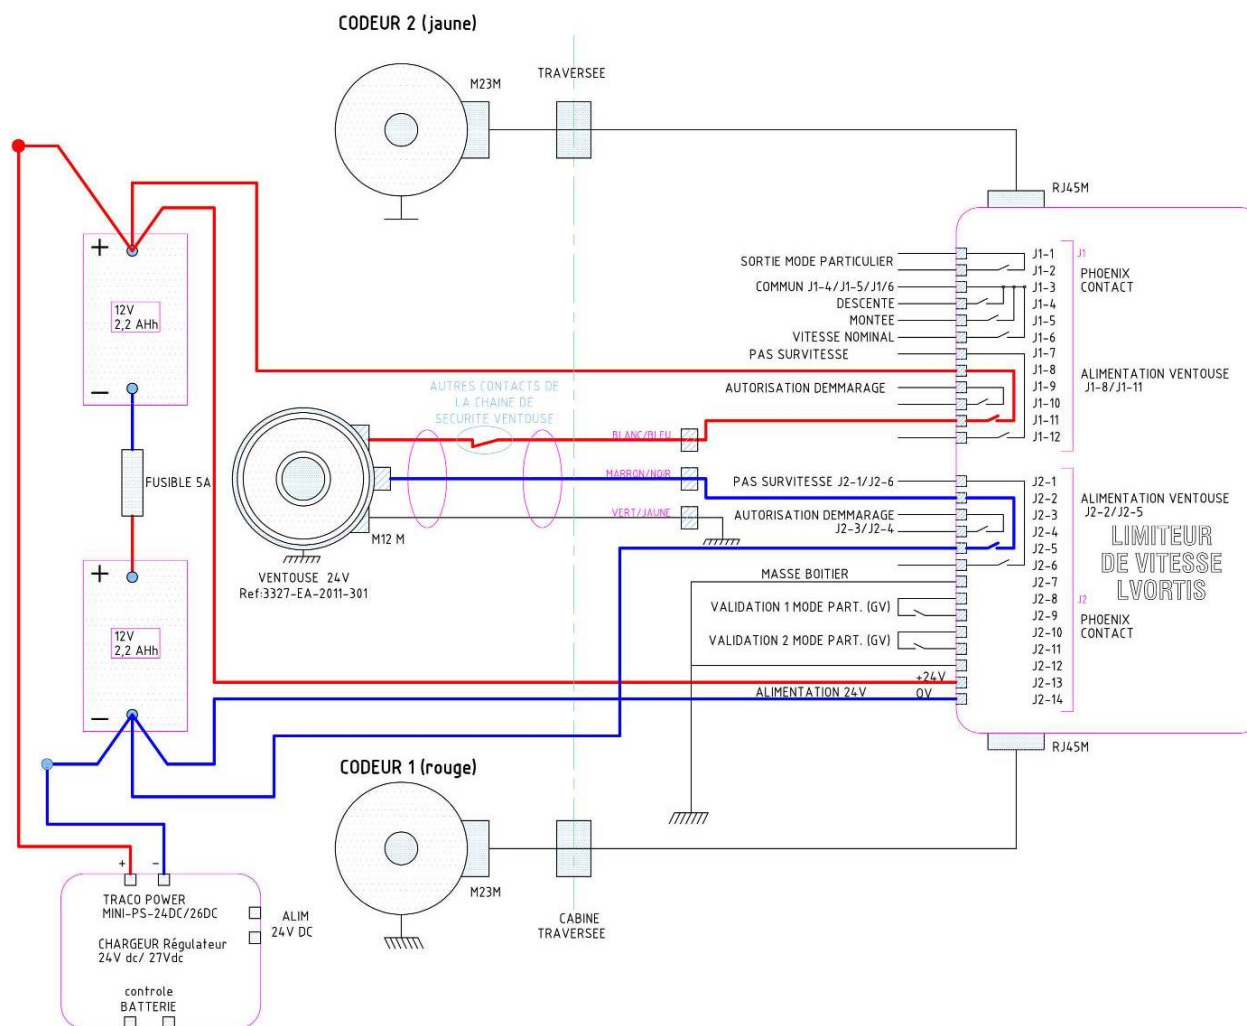 CODEUR 2 (jaune)
M23M
TRAVERSEE
RJ45M
+
12V
2,2 AHh
−
FUSIBLE 5A
+
12V
2,2 AHh
−
SORTIE MODE PARTICULIER
COMMUN J1-4/J1-5/J1/6
DESCENTE
MONTEE
VITESSE NOMINAL
PAS SURVITESSE
AUTORISATION DEMMARAGE
J1-1
J1-2
J1-3
J1-4
J1-5
J1-6
J1-7
J1-8
J1-9
J1-10
J1-11
J1-12
J1
PHOENIX
CONTACT
ALIMENTATION VENTOUSE
J1-8/J1-11
AUTRES CONTACTS DE
LA CHAINE DE
SECURITE VENTOUSE
BLANC/BLEU
MARRON/NOIR
VERT/JAUNE
M12 M
VENTOUSE 24V
Ref:3327-EA-2011-301
PAS SURVITESSE J2-1/J2-6
AUTORISATION DEMMARAGE
J2-3/J2-4
MASSE BOITIER
VALIDATION 1 MODE PART. (GV)
VALIDATION 2 MODE PART. (GV)
+24V
ALIMENTATION 24V
0V
J2-1
J2-2
J2-3
J2-4
J2-5
J2-6
J2-7
J2-8
J2-9
J2-10
J2-11
J2-12
J2-13
J2-14
ALIMENTATION VENTOUSE
J2-2/J2-5
LIMITEUR
DE VITESSE
LVORTIS
J2
PHOENIX
CONTACT
RJ45M
CODEUR 1 (rouge)
M23M
CABINE
TRAVERSEE
+
-
TRACO POWER
MINI-PS-24DC/26DC
ALIM
24V DC
CHARGEUR Régulateur
24V dc/ 27Vdc
controle
BATTERIE